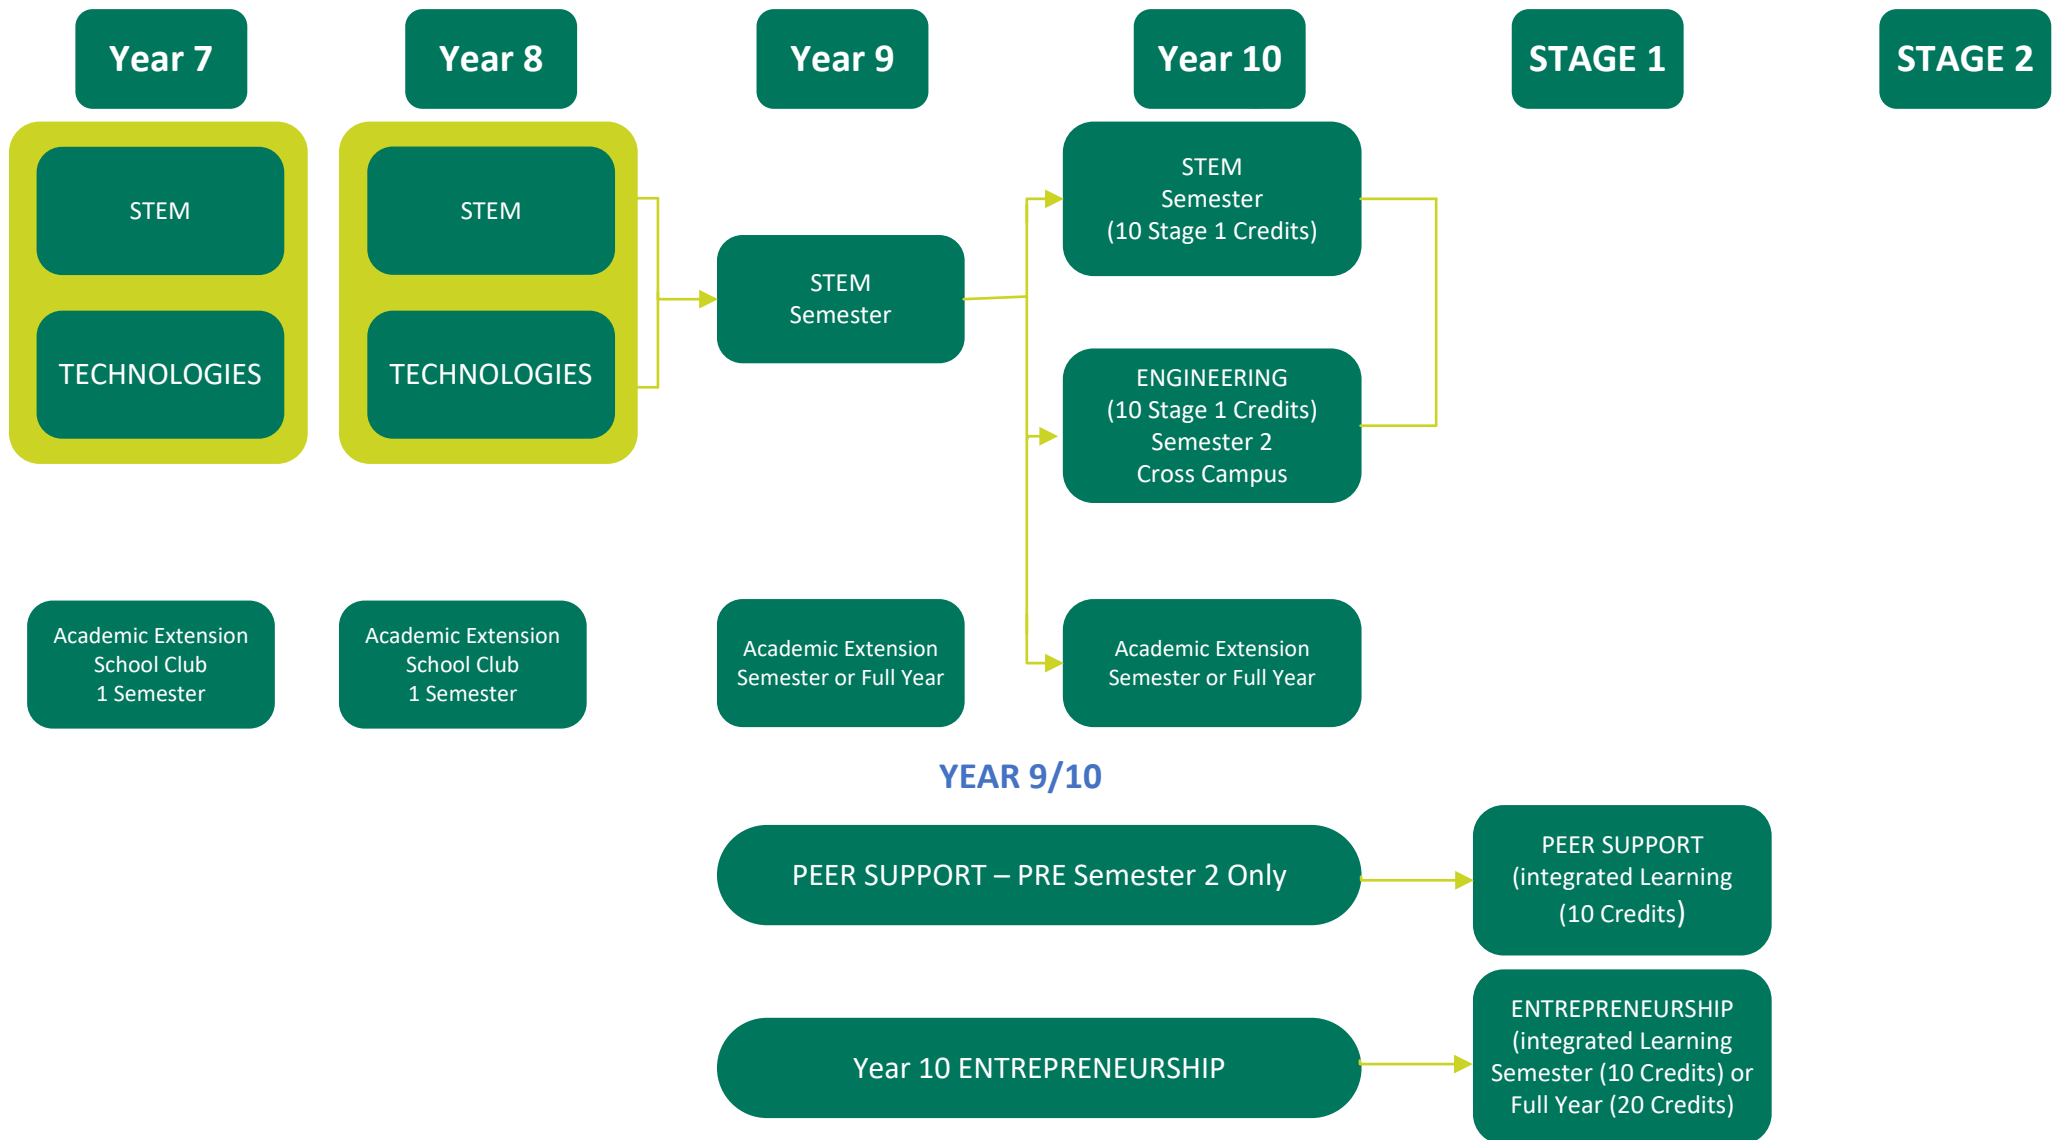 Year 7
Year 8
Year 9
Year 10
STAGE 1
STAGE 2
STEM
TECHNOLOGIES
STEM
TECHNOLOGIES
STEM
Semester
STEM
Semester
(10 Stage 1 Credits)
ENGINEERING
(10 Stage 1 Credits)
Semester 2
Cross Campus
Academic Extension
School Club
1 Semester
Academic Extension
School Club
1 Semester
Academic Extension
Semester or Full Year
Academic Extension
Semester or Full Year
YEAR 9/10
PEER SUPPORT – PRE Semester 2 Only
PEER SUPPORT
(integrated Learning
(10 Credits)
Year 10 ENTREPRENEURSHIP
ENTREPRENEURSHIP
(integrated Learning
Semester (10 Credits) or
Full Year (20 Credits)